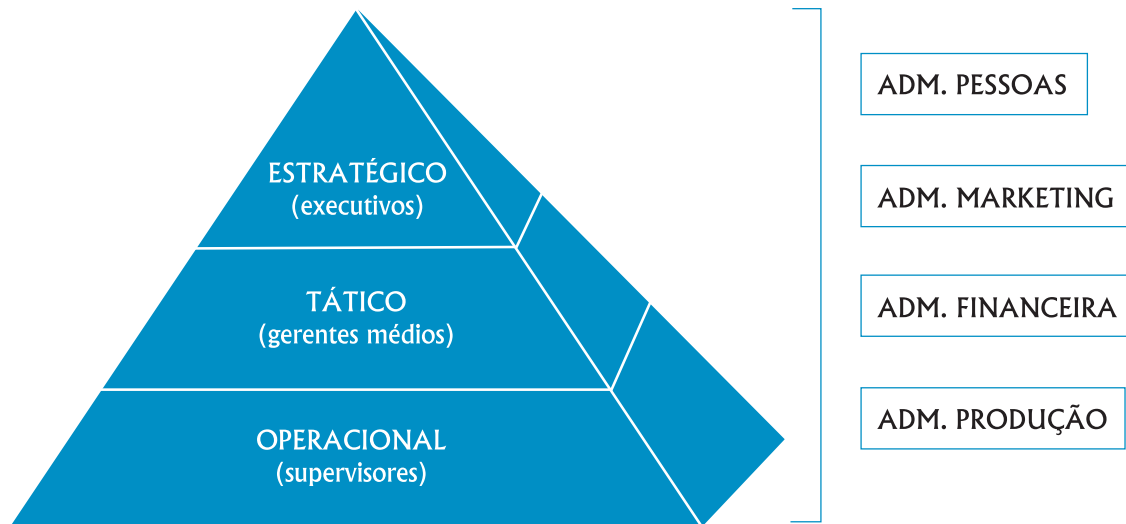 ESTRATÉGICO
(executivos)
TÁTICO
(gerentes médios)
OPERACIONAL
(supervisores)
ADM. PESSOAS
ADM. MARKETING
ADM. FINANCEIRA
ADM. PRODUÇÃO